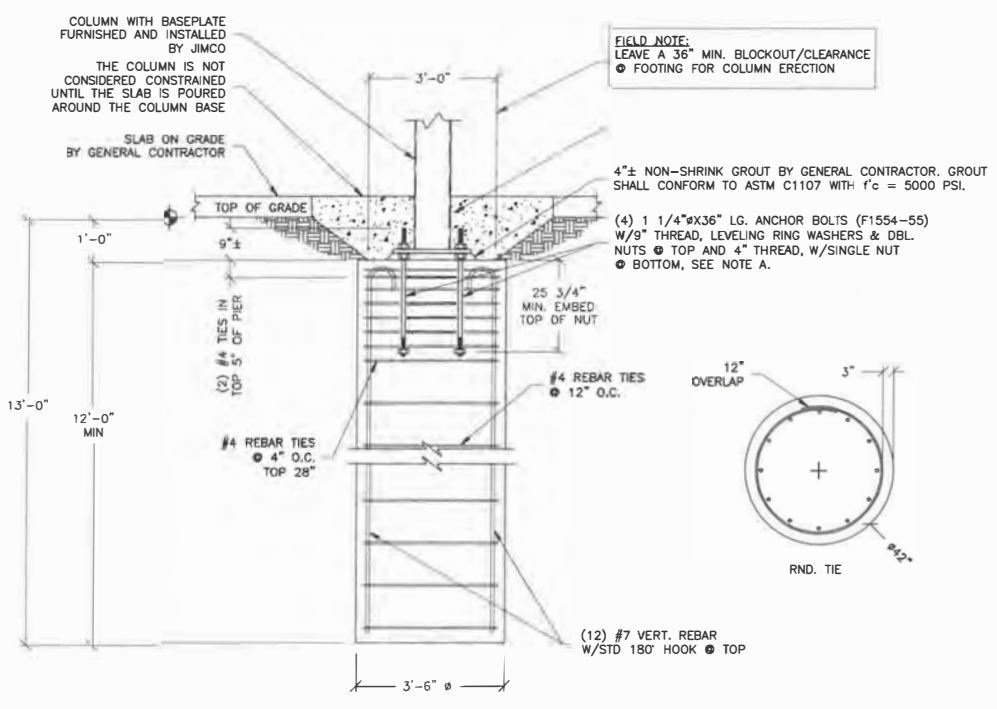 COLUMN WITH BASEPLATE
FURNISHED AND INSTALLED
BY JIMCO
THE COLUMN IS NOT
CONSIDERED CONSTRAINED
UNTIL THE SLAB IS POURED
AROUND THE COLUMN BASE
SLAB ON GRADE
BY GENERAL CONTRACTOR
3'-0"
FIELD NOTE:
LEAVE A 36" MIN. BLOCKOUT/CLEARANCE
@ FOOTING FOR COLUMN ERECTION
4"± NON-SHRINK GROUT BY GENERAL CONTRACTOR. GROUT
SHALL CONFORM TO ASTM C1107 WITH f'c = 5000 PSI.
(4) 1 1/4"øX36" LG. ANCHOR BOLTS (F1554-55)
W/9" THREAD, LEVELING RING WASHERS & DBL.
NUTS @ TOP AND 4" THREAD, W/SINGLE NUT
@ BOTTOM, SEE NOTE A.
TOP OF GRADE
1'-0"
9"±
25 3/4"
MIN. EMBED
TOP OF NUT
(2) #4 TIES IN
TOP 5" OF PIER
13'-0"
12'-0"
MIN
#4 REBAR TIES
@ 12" O.C.
#4 REBAR TIES
@ 4" O.C.
TOP 28"
12"
OVERLAP
3"
ø42"
RND. TIE
(12) #7 VERT. REBAR
W/STD 180° HOOK @ TOP
3'-6" ø